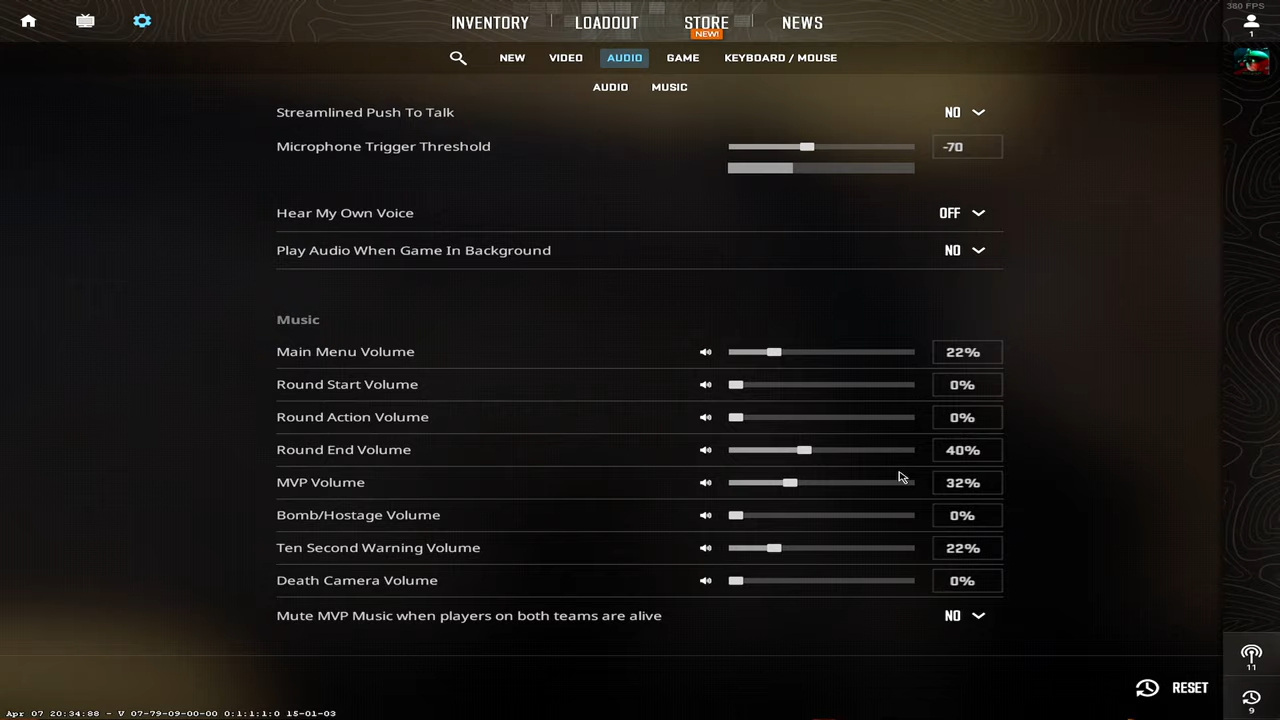 380 FPS
INVENTORY LOADOUT STORE NEWS
NEW!
1
NEW VIDEO AUDIO GAME KEYBOARD / MOUSE
AUDIO MUSIC
Streamlined Push To Talk NO
Microphone Trigger Threshold -70
Hear My Own Voice OFF
Play Audio When Game In Background NO
Music
Main Menu Volume 22%
Round Start Volume 0%
Round Action Volume 0%
Round End Volume 40%
MVP Volume 32%
Bomb/Hostage Volume 0%
Ten Second Warning Volume 22%
Death Camera Volume 0%
Mute MVP Music when players on both teams are alive NO
11
RESET
9
Apr 07 20:34:88 - V 07-79-09-00-00 0:1:1:1:0 15-01-03